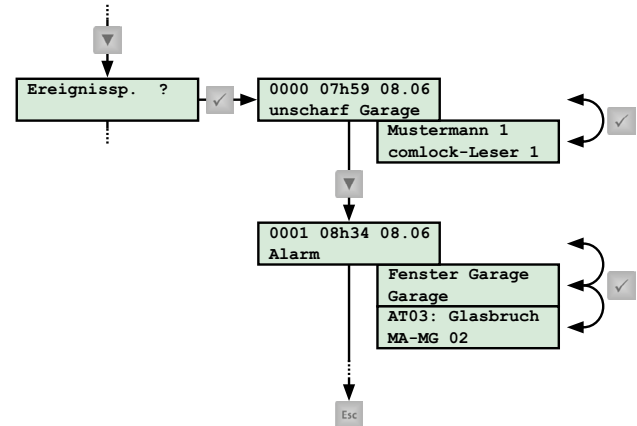 Ereignissp. ?
0000 07h59 08.06
unscharf Garage
Mustermann 1
comlock-Leser 1
0001 08h34 08.06
Alarm
Fenster Garage
Garage
AT03: Glasbruch
MA-MG 02
Esc